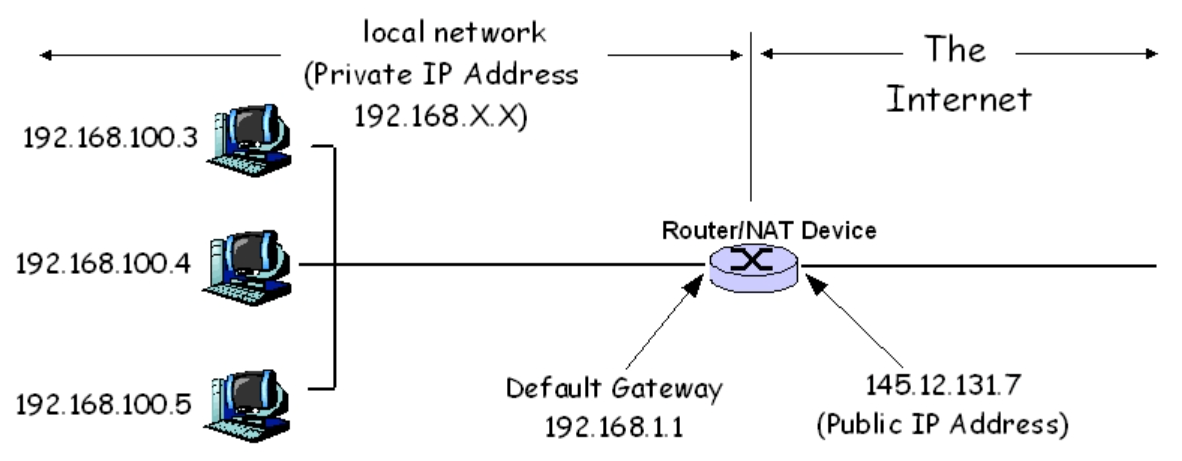 local network
(Private IP Address
192.168.X.X)
The
Internet
192.168.100.3
Router/NAT Device
192.168.100.4
Default Gateway
192.168.1.1
145.12.131.7
(Public IP Address)
192.168.100.5